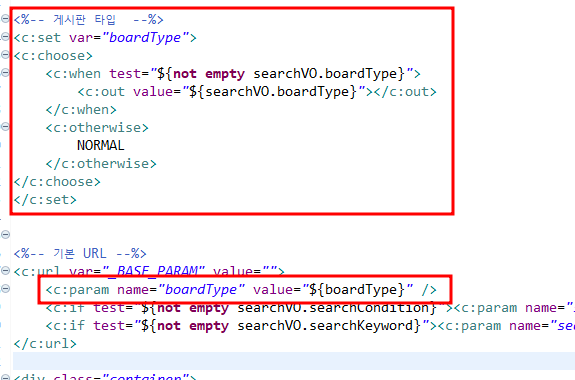 <%-- 게시판 타입  --%>
<c:set var="boardType">
<c:choose>
    <c:when test="${not empty searchVO.boardType}">
        <c:out value="${searchVO.boardType}"></c:out>
    </c:when>
    <c:otherwise>
        NORMAL
    </c:otherwise>
</c:choose>
</c:set>
<%-- 기본 URL --%>
<c:url var="_BASE_PARAM" value="">
    <c:param name="boardType" value="${boardType}" />
    <c:if test="${not empty searchVO.searchCondition}"><c:param name="
    <c:if test="${not empty searchVO.searchKeyword}"><c:param name="se
</c:url>
<div class="container">